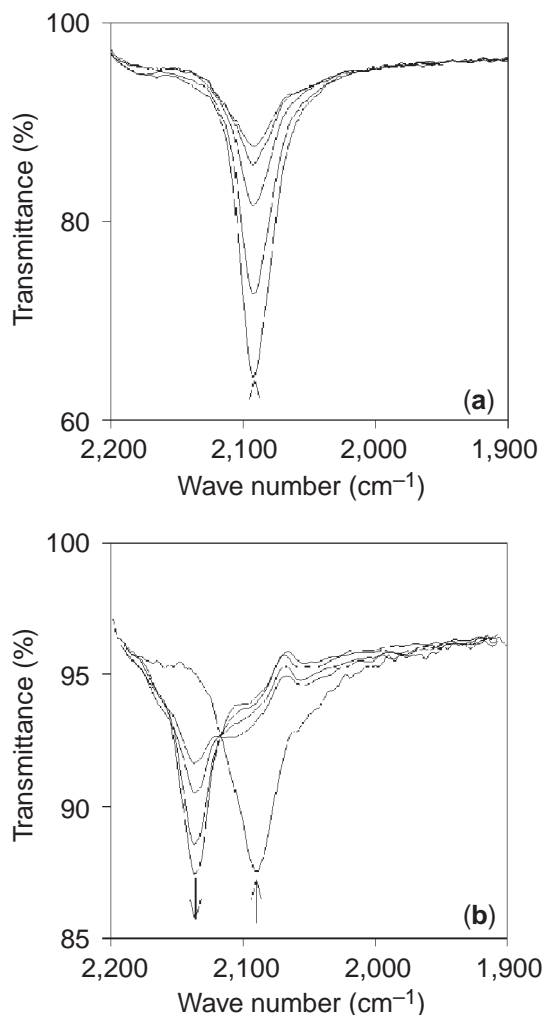 100
80
60
Transmittance (%)
(a)
2,200 2,100 2,000 1,900
Wave number (cm⁻¹)
100
95
90
85
Transmittance (%)
(b)
2,200 2,100 2,000 1,900
Wave number (cm⁻¹)